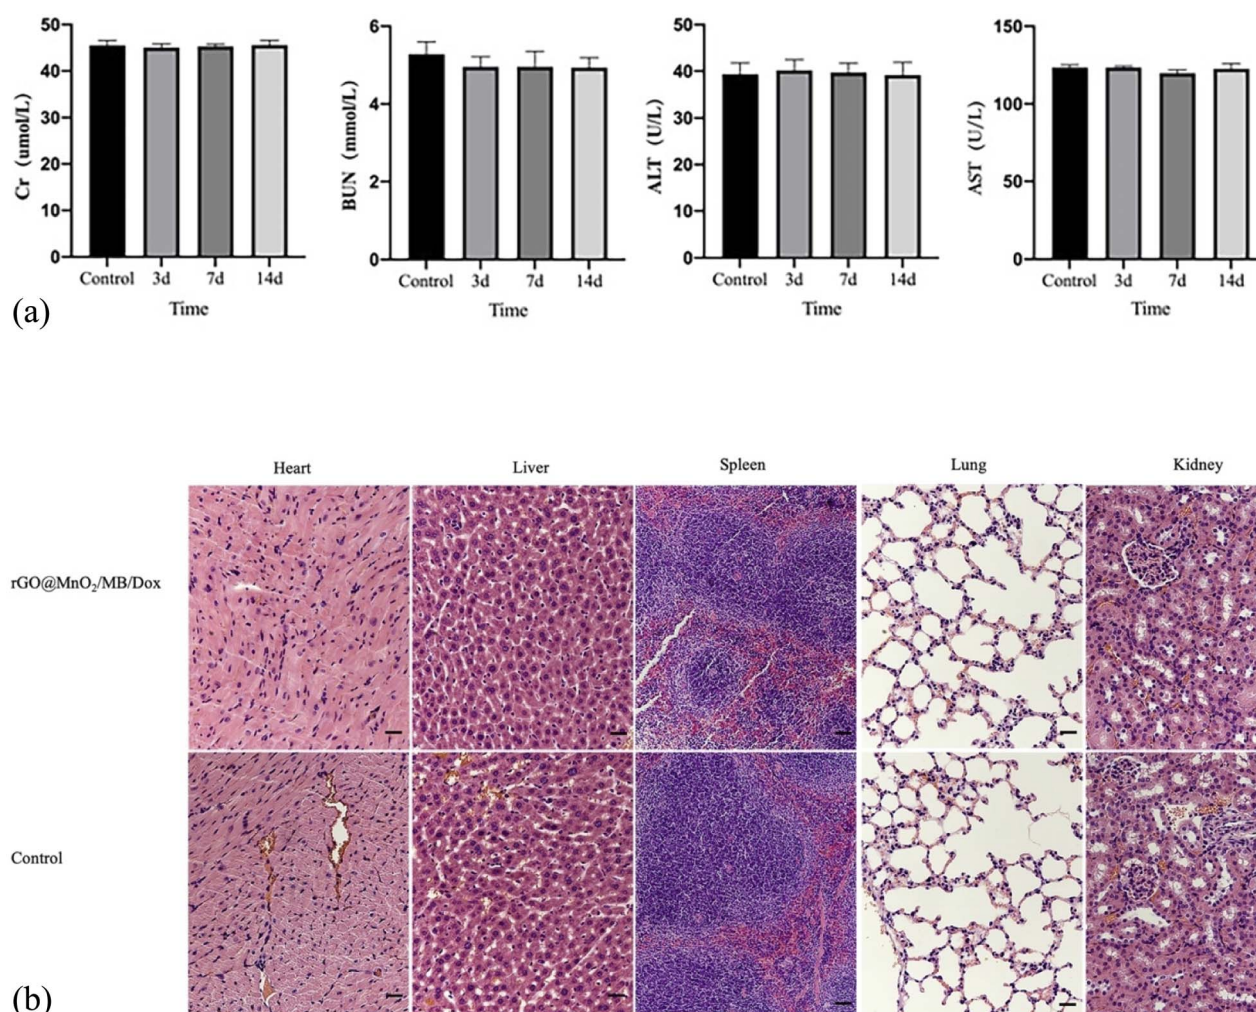 50
40
30
20
10
0
Cr (umol/L)
Control 3d 7d 14d
Time
6
4
2
0
BUN (mmol/L)
Control 3d 7d 14d
Time
50
40
30
20
10
0
ALT (U/L)
Control 3d 7d 14d
Time
150
100
50
0
AST (U/L)
Control 3d 7d 14d
Time
(a)
Heart Liver Spleen Lung Kidney
rGO@MnO₂/MB/Dox
Control
(b)